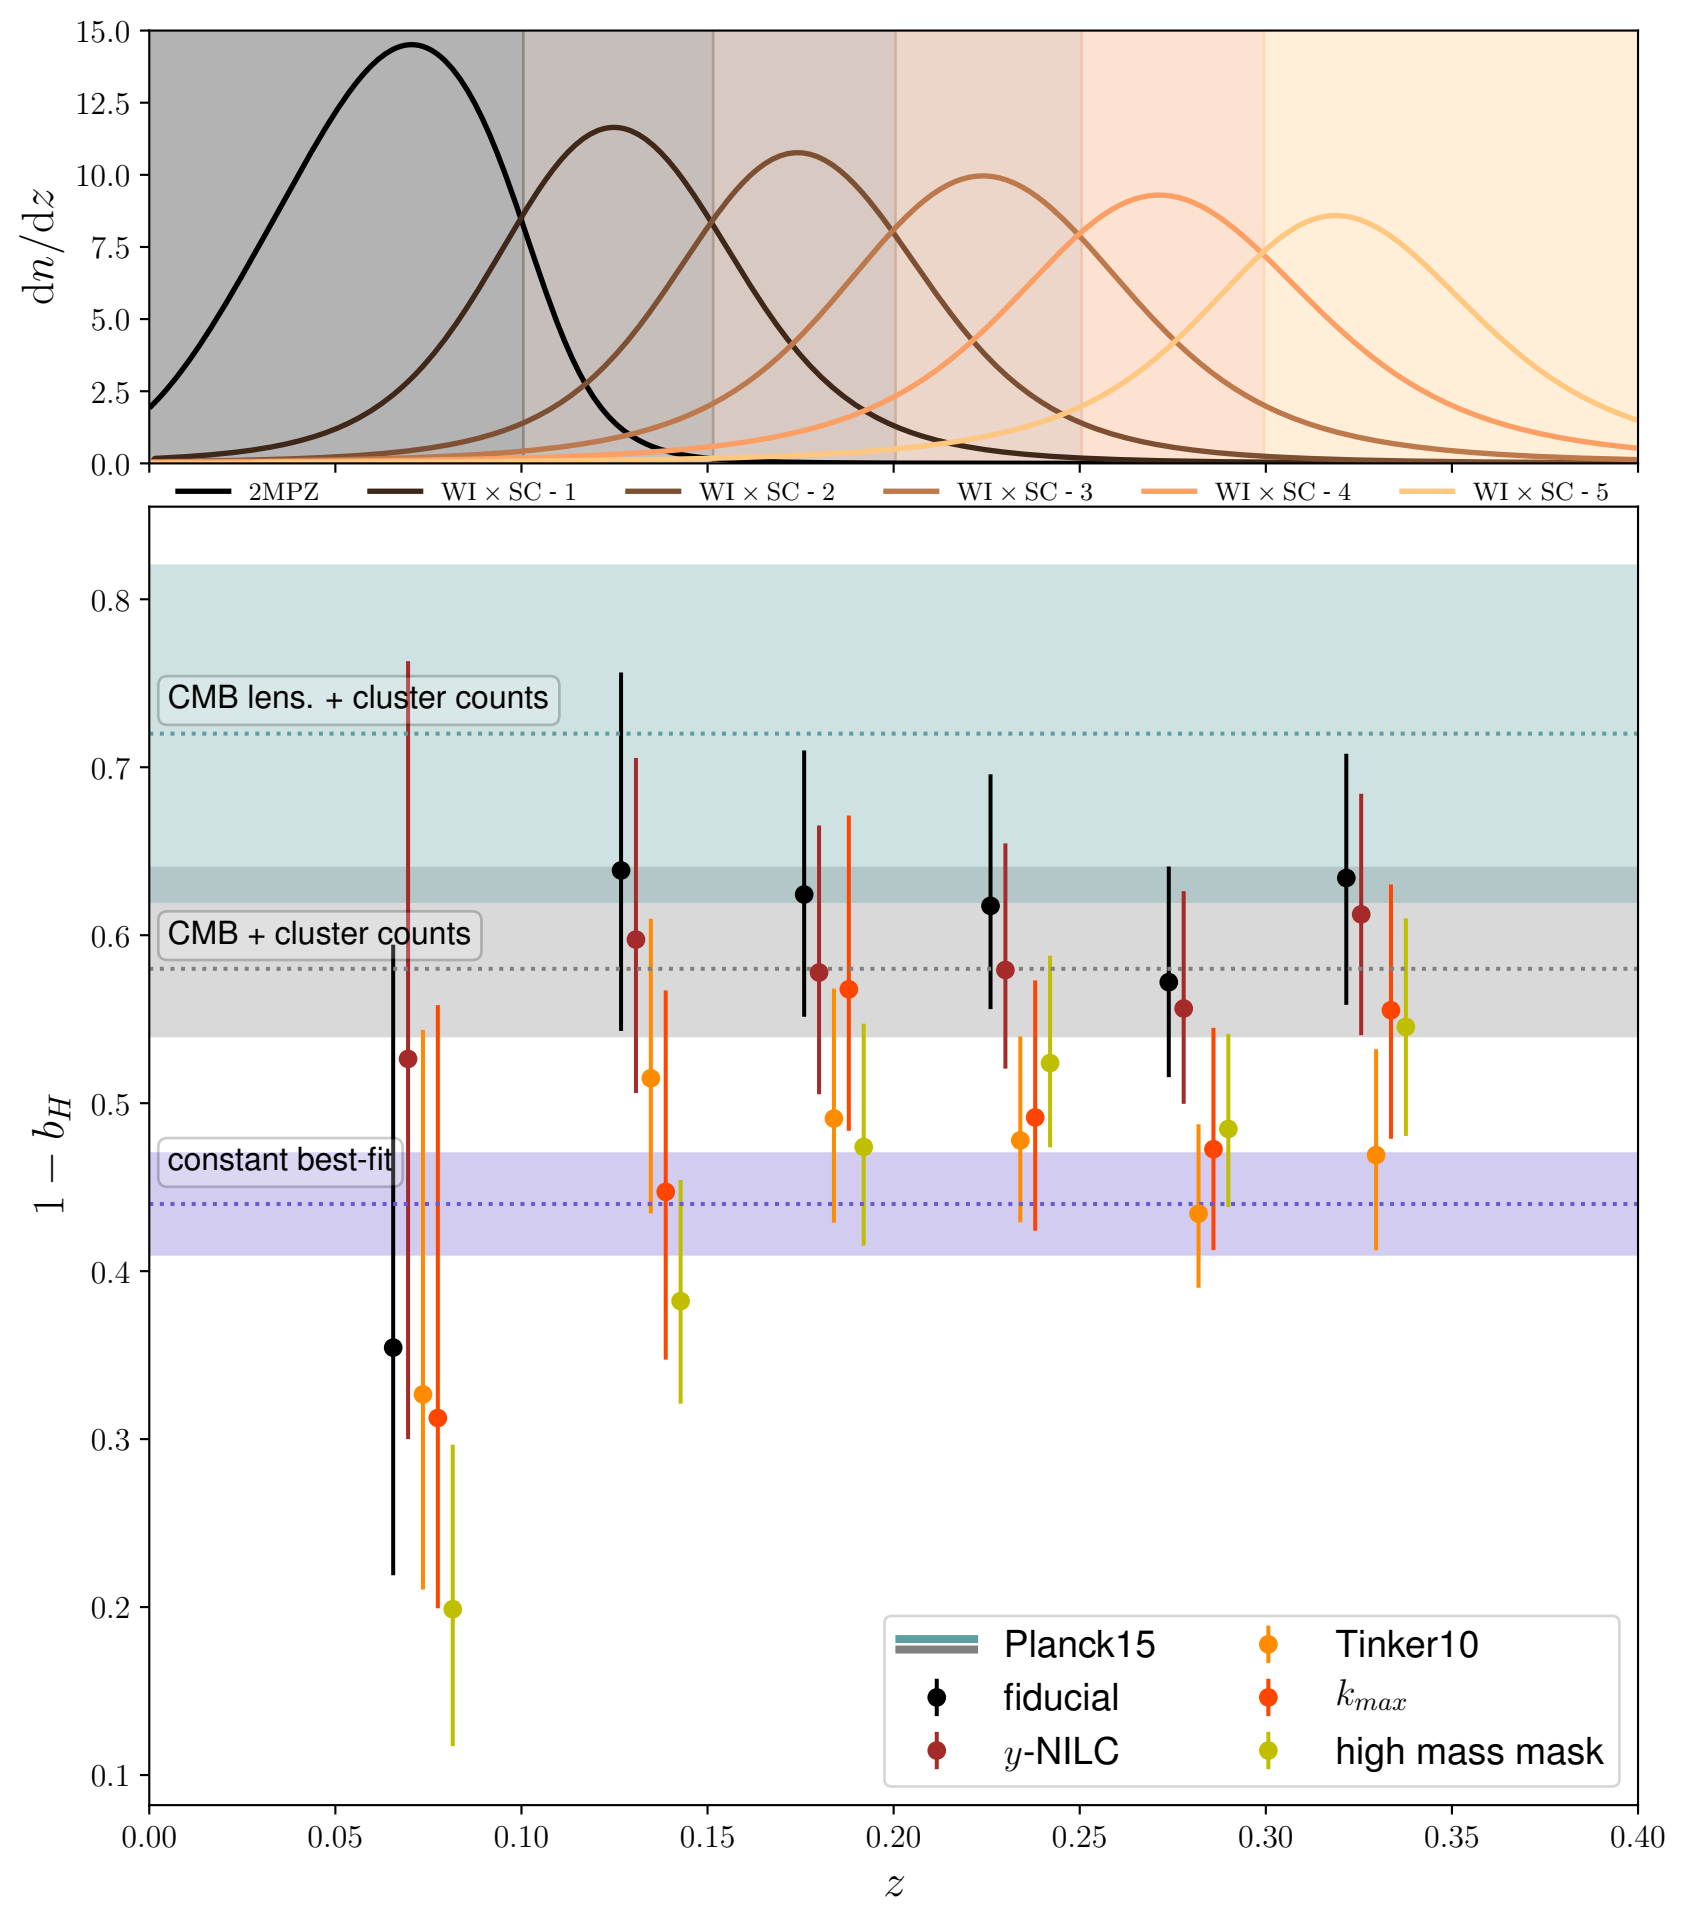 15.0
12.5
10.0
7.5
5.0
2.5
0.0
dn/dz
2MPZ WI × SC - 1 WI × SC - 2 WI × SC - 3 WI × SC - 4 WI × SC - 5
0.8
0.7
0.6
0.5
0.4
0.3
0.2
0.1
1 − b_H
CMB lens. + cluster counts
CMB + cluster counts
constant best-fit
Planck15 Tinker10
fiducial k_max
y-NILC high mass mask
0.00 0.05 0.10 0.15 0.20 0.25 0.30 0.35 0.40
z